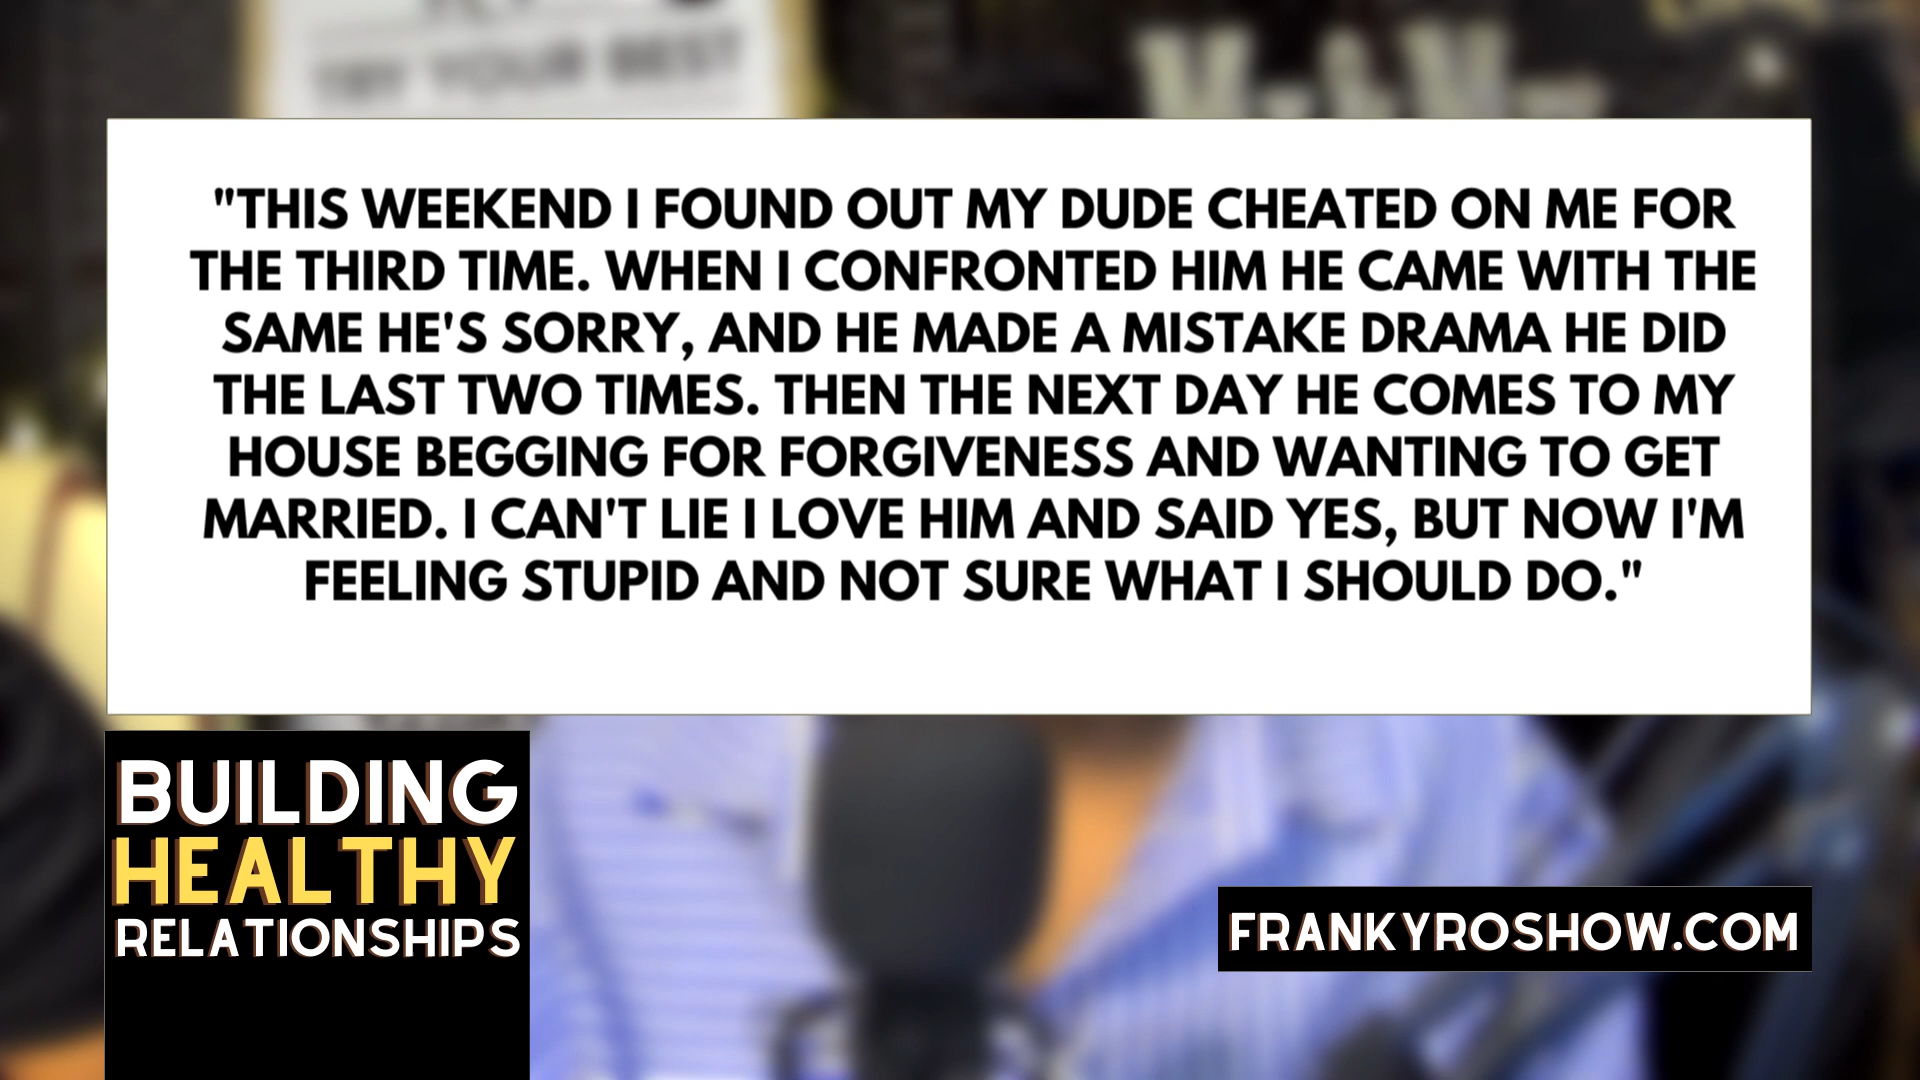 TRY YOUR BEST
"THIS WEEKEND I FOUND OUT MY DUDE CHEATED ON ME FOR
THE THIRD TIME. WHEN I CONFRONTED HIM HE CAME WITH THE
SAME HE'S SORRY, AND HE MADE A MISTAKE DRAMA HE DID
THE LAST TWO TIMES. THEN THE NEXT DAY HE COMES TO MY
HOUSE BEGGING FOR FORGIVENESS AND WANTING TO GET
MARRIED. I CAN'T LIE I LOVE HIM AND SAID YES, BUT NOW I'M
FEELING STUPID AND NOT SURE WHAT I SHOULD DO."
BUILDING
HEALTHY
RELATIONSHIPS
FRANKYROSHOW.COM